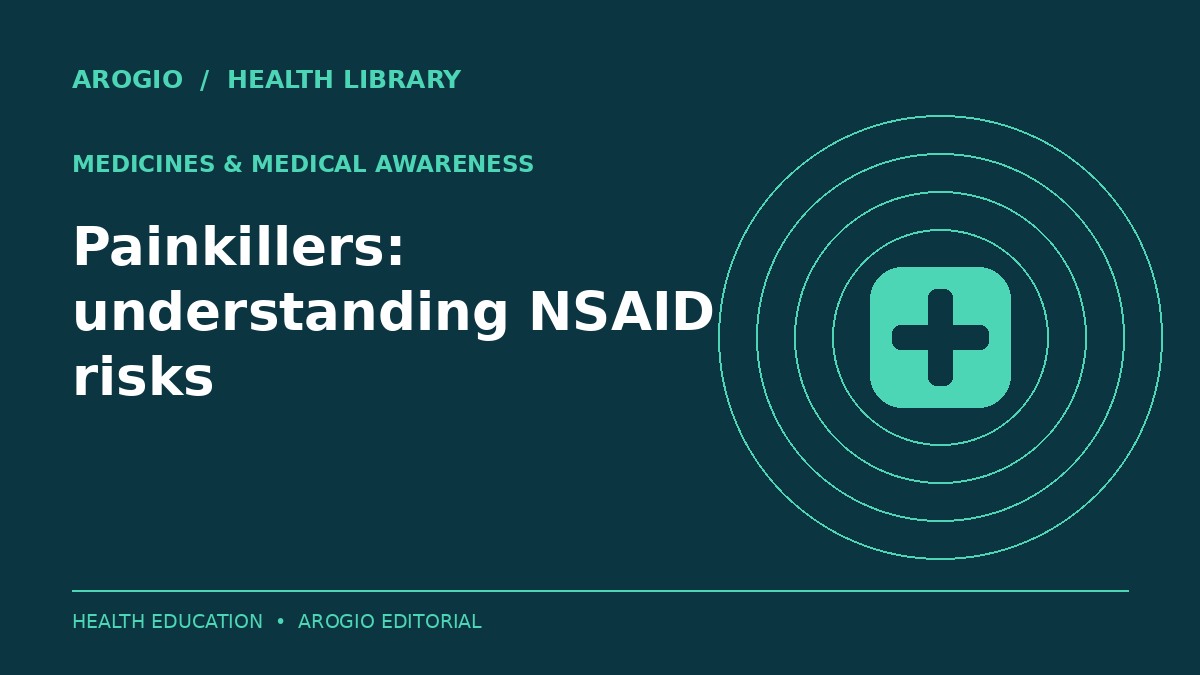 AROGIO / HEALTH LIBRARY
MEDICINES & MEDICAL AWARENESS
Painkillers:
understanding NSAID
risks
HEALTH EDUCATION • AROGIO EDITORIAL